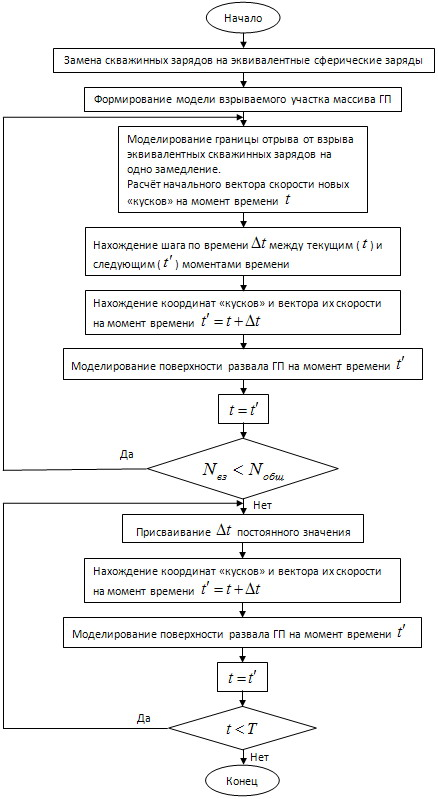 Начало
Замена скважинных зарядов на эквивалентные сферические заряды
Формирование модели взрываемого участка массива ГП
Моделирование границы отрыва от взрыва
эквивалентных скважинных зарядов на
одно замедление.
Расчёт начального вектора скорости новых
«кусков» на момент времени t
Нахождение шага по времени Δt между текущим ( t ) и
следующим ( t′ ) моментами времени
Нахождение координат «кусков» и вектора их скорости
на момент времени t′ = t + Δt
Моделирование поверхности развала ГП на момент времени t′
t = t′
Да
N вз < N общ
Нет
Присваивание Δt постоянного значения
Нахождение координат «кусков» и вектора их скорости
на момент времени t′ = t + Δt
Моделирование поверхности развала ГП на момент времени t′
t = t′
Да
t < T
Нет
Конец